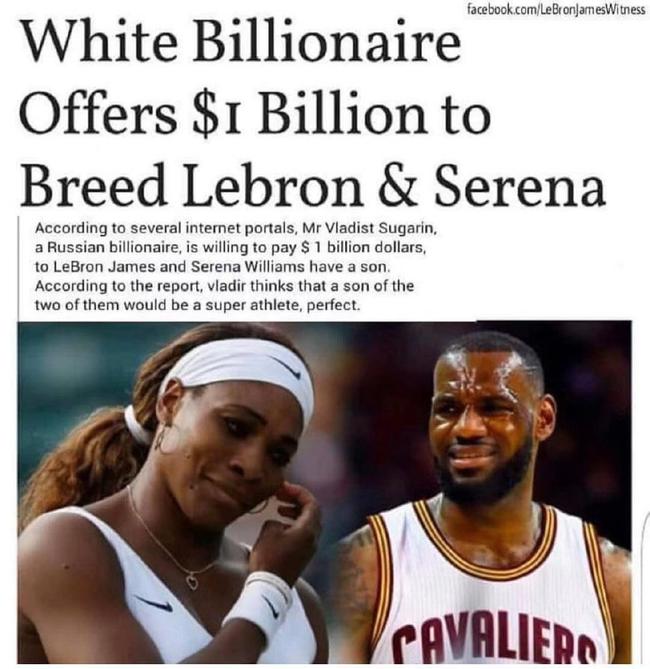 facebook.com/LeBronJamesWitness
White Billionaire
Offers $1 Billion to
Breed Lebron & Serena
According to several internet portals, Mr Vladist Sugarin,
a Russian billionaire, is willing to pay $ 1 billion dollars,
to LeBron James and Serena Williams have a son.
According to the report, vladir thinks that a son of the
two of them would be a super athlete, perfect.
CAVALIERS